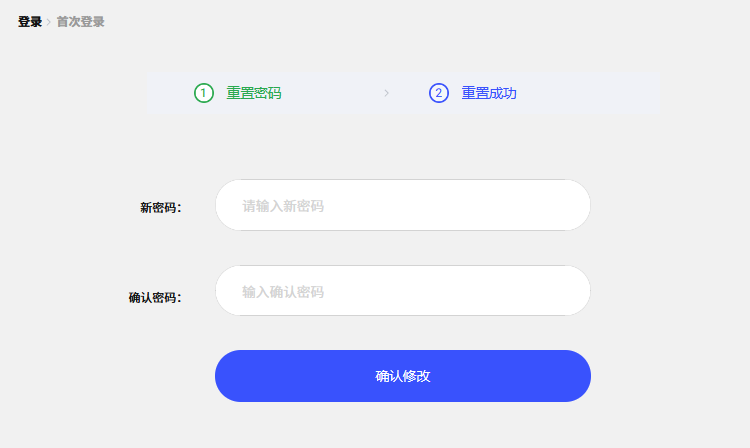 登录 > 首次登录
1 重置密码 > 2 重置成功
新密码： 请输入新密码
确认密码： 输入确认密码
确认修改